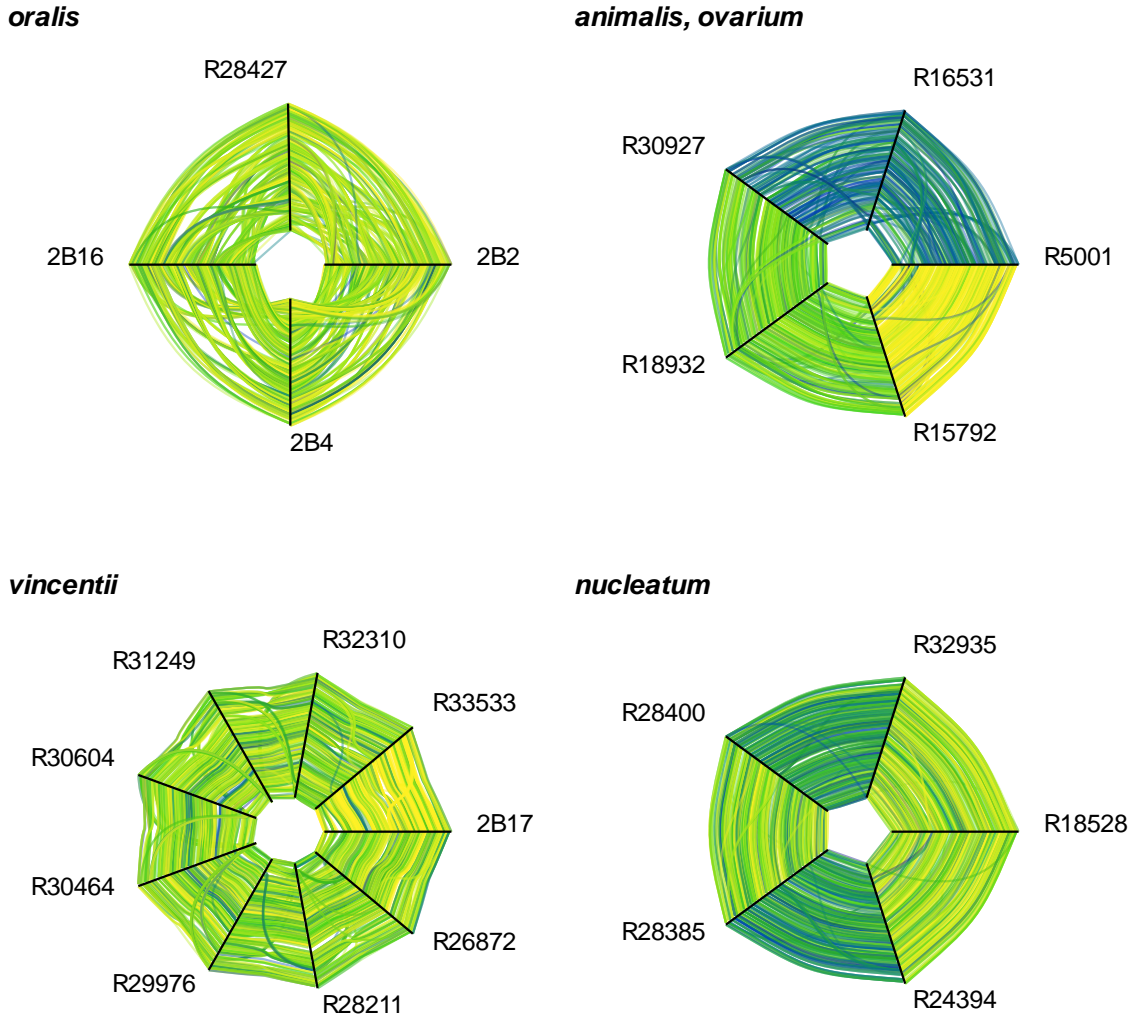 oralis
R28427
2B16
2B2
2B4
animalis, ovarium
R16531
R30927
R5001
R18932
R15792
vincentii
R32310
R31249
R33533
R30604
2B17
R30464
R26872
R29976
R28211
nucleatum
R32935
R28400
R18528
R28385
R24394